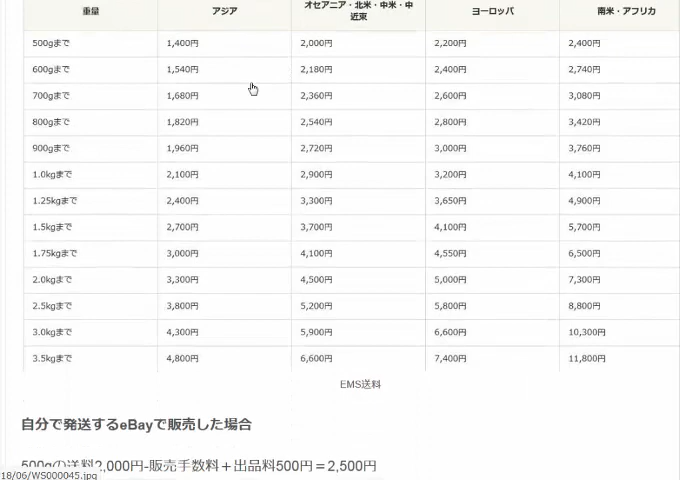 重量 アジア オセアニア・北米・中米・中近東 ヨーロッパ 南米・アフリカ
500gまで 1,400円 2,000円 2,200円 2,400円
600gまで 1,540円 2,180円 2,400円 2,740円
700gまで 1,680円 2,360円 2,600円 3,080円
800gまで 1,820円 2,540円 2,800円 3,420円
900gまで 1,960円 2,720円 3,000円 3,760円
1.0kgまで 2,100円 2,900円 3,200円 4,100円
1.25kgまで 2,400円 3,300円 3,650円 4,900円
1.5kgまで 2,700円 3,700円 4,100円 5,700円
1.75kgまで 3,000円 4,100円 4,550円 6,500円
2.0kgまで 3,300円 4,500円 5,000円 7,300円
2.5kgまで 3,800円 5,200円 5,800円 8,800円
3.0kgまで 4,300円 5,900円 6,600円 10,300円
3.5kgまで 4,800円 6,600円 7,400円 11,800円
EMS送料
自分で発送するeBayで販売した場合
500gの送料2,000円-販売手数料＋出品料500円＝2,500円
18/06/WS000045.jpg